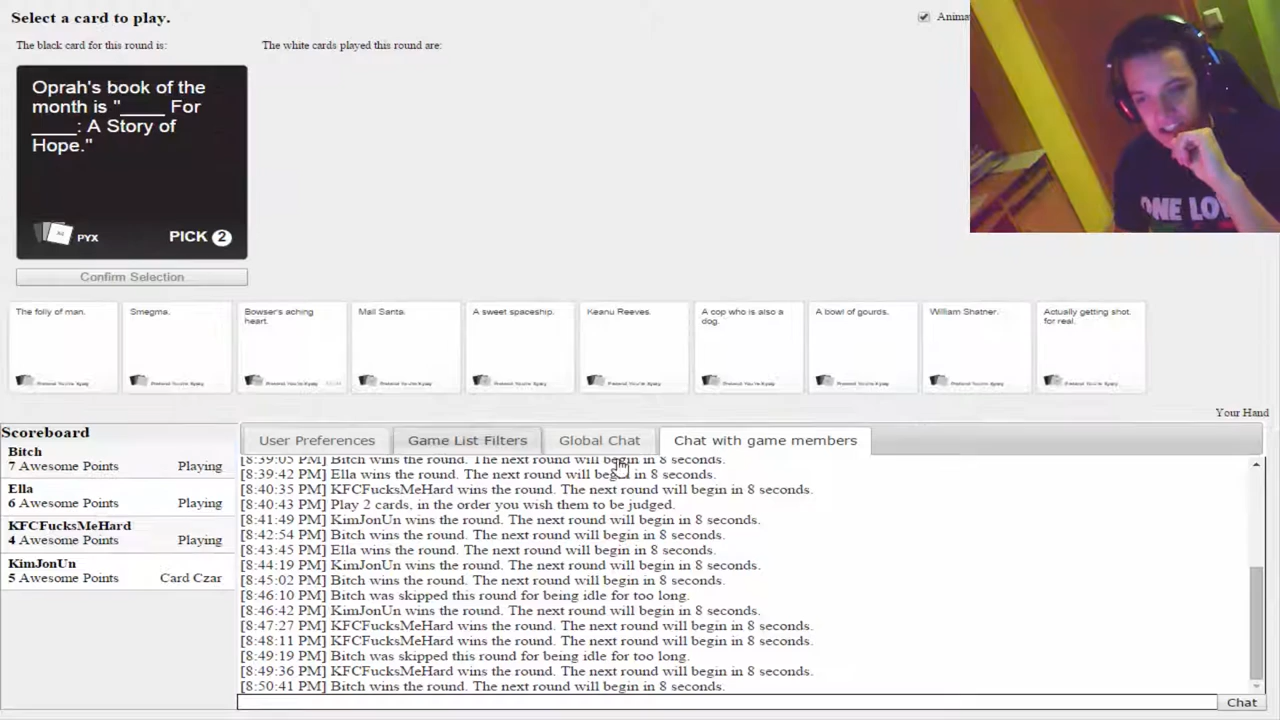 Select a card to play.
Anima
The black card for this round is:
The white cards played this round are:
Oprah's book of the
month is "____ For
____: A Story of
Hope."
PYX
PICK 2
Confirm Selection
ONE LO
The folly of man.
Smegma.
Bowser's aching
heart.
Mall Santa.
A sweet spaceship.
Keanu Reeves.
A cop who is also a
dog.
A bowl of gourds.
William Shatner.
Actually getting shot,
for real.
Your Hand
Scoreboard
Bitch
7 Awesome Points Playing
Ella
6 Awesome Points Playing
KFCFucksMeHard
4 Awesome Points Playing
KimJonUn
5 Awesome Points Card Czar
User Preferences
Game List Filters
Global Chat
Chat with game members
[8:39:05 PM] Bitch wins the round. The next round will begin in 8 seconds.
[8:39:42 PM] Ella wins the round. The next round will begin in 8 seconds.
[8:40:35 PM] KFCFucksMeHard wins the round. The next round will begin in 8 seconds.
[8:40:43 PM] Play 2 cards, in the order you wish them to be judged.
[8:41:49 PM] KimJonUn wins the round. The next round will begin in 8 seconds.
[8:42:54 PM] Bitch wins the round. The next round will begin in 8 seconds.
[8:43:45 PM] Ella wins the round. The next round will begin in 8 seconds.
[8:44:19 PM] KimJonUn wins the round. The next round will begin in 8 seconds.
[8:45:02 PM] Bitch wins the round. The next round will begin in 8 seconds.
[8:46:10 PM] Bitch was skipped this round for being idle for too long.
[8:46:42 PM] KimJonUn wins the round. The next round will begin in 8 seconds.
[8:47:27 PM] KFCFucksMeHard wins the round. The next round will begin in 8 seconds.
[8:48:11 PM] KFCFucksMeHard wins the round. The next round will begin in 8 seconds.
[8:49:19 PM] Bitch was skipped this round for being idle for too long.
[8:49:36 PM] KFCFucksMeHard wins the round. The next round will begin in 8 seconds.
[8:50:41 PM] Bitch wins the round. The next round will begin in 8 seconds.
Chat